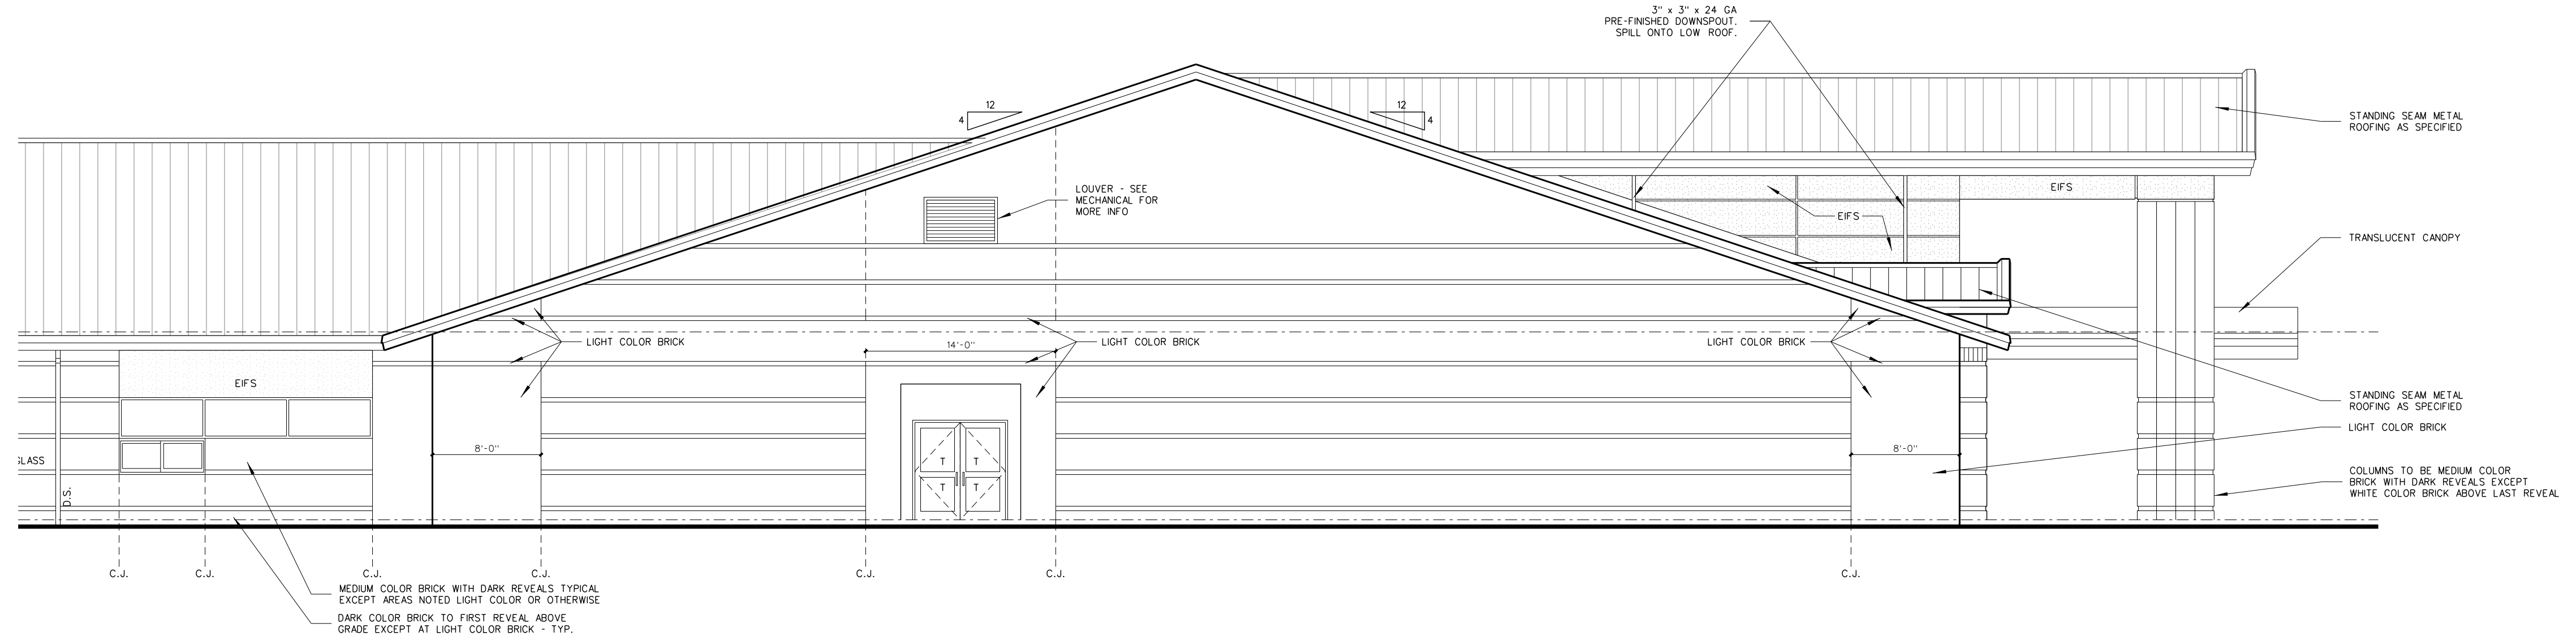 3" x 3" x 24 GA
PRE-FINISHED DOWNSPOUT.
SPILL ONTO LOW ROOF.
12
4
12
4
STANDING SEAM METAL
ROOFING AS SPECIFIED
LOUVER - SEE
MECHANICAL FOR
MORE INFO
EIFS
EIFS
TRANSLUCENT CANOPY
LIGHT COLOR BRICK
14'-0"
LIGHT COLOR BRICK
LIGHT COLOR BRICK
EIFS
STANDING SEAM METAL
ROOFING AS SPECIFIED
LIGHT COLOR BRICK
8'-0"
8'-0"
GLASS
D.S.
T T
T T
COLUMNS TO BE MEDIUM COLOR
BRICK WITH DARK REVEALS EXCEPT
WHITE COLOR BRICK ABOVE LAST REVEAL
C.J. C.J. C.J. C.J. C.J. C.J. C.J.
MEDIUM COLOR BRICK WITH DARK REVEALS TYPICAL
EXCEPT AREAS NOTED LIGHT COLOR OR OTHERWISE
DARK COLOR BRICK TO FIRST REVEAL ABOVE
GRADE EXCEPT AT LIGHT COLOR BRICK - TYP.